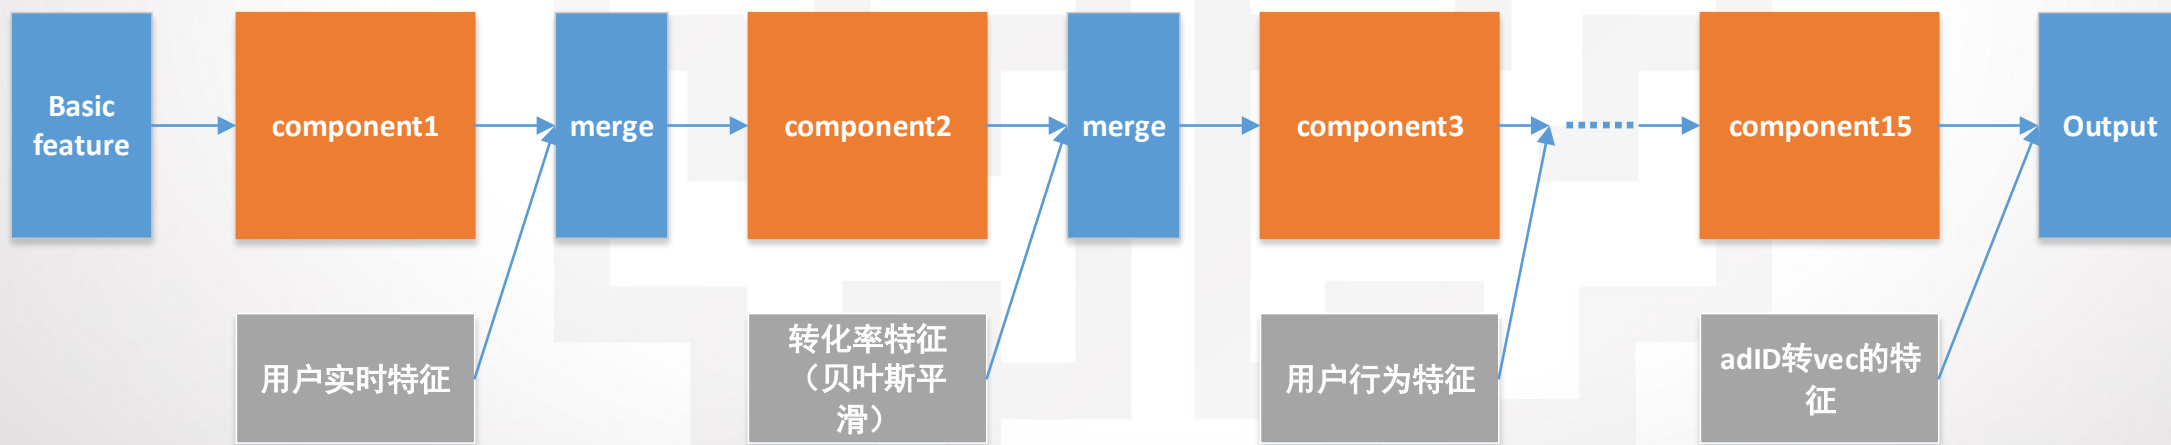 Basic
feature
component1
merge
component2
merge
component3
component15
Output
用户实时特征
转化率特征
（贝叶斯平
滑）
用户行为特征
adID转vec的特
征